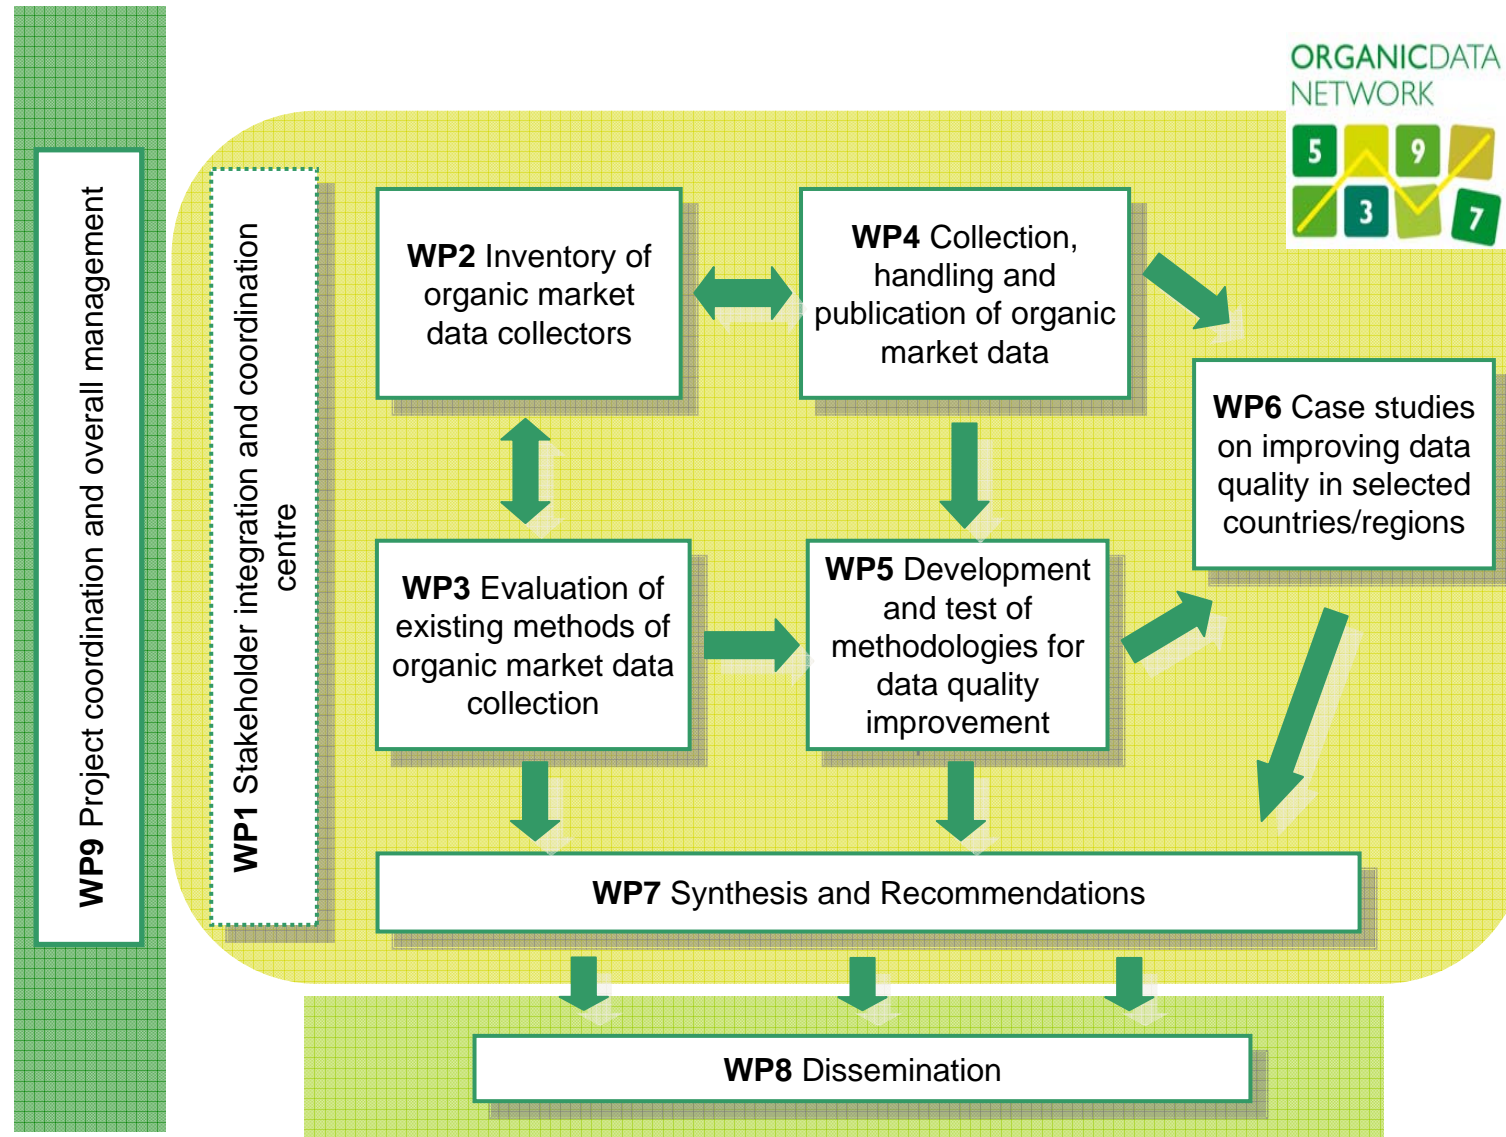 ORGANICDATA
NETWORK
5
9
3
7
WP9 Project coordination and overall management
WP1 Stakeholder integration and coordination
centre
WP2 Inventory of
organic market
data collectors
WP4 Collection,
handling and
publication of organic
market data
WP6 Case studies
on improving data
quality in selected
countries/regions
WP3 Evaluation of
existing methods of
organic market data
collection
WP5 Development
and test of
methodologies for
data quality
improvement
WP7 Synthesis and Recommendations
WP8 Dissemination